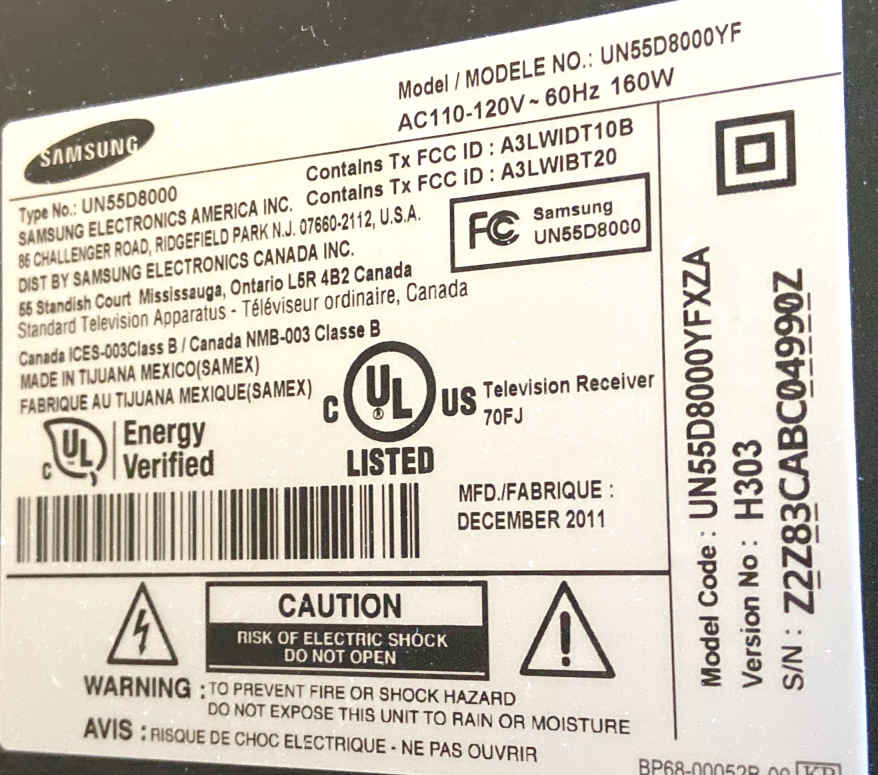 Model / MODELE NO.: UN55D8000YF
AC110-120V ~ 60Hz 160W
SAMSUNG
Contains Tx FCC ID : A3LWIDT10B
Contains Tx FCC ID : A3LWIBT20
Type No.: UN55D8000
SAMSUNG ELECTRONICS AMERICA INC.
85 CHALLENGER ROAD, RIDGEFIELD PARK N.J. 07660-2112, U.S.A.
DIST BY SAMSUNG ELECTRONICS CANADA INC.
55 Standish Court Mississauga, Ontario L5R 4B2 Canada
Standard Television Apparatus - Téléviseur ordinaire, Canada
FC Samsung
UN55D8000
Canada ICES-003Class B / Canada NMB-003 Classe B
MADE IN TIJUANA MEXICO(SAMEX)
FABRIQUE AU TIJUANA MEXIQUE(SAMEX)
C UL ® US
LISTED
Television Receiver
70FJ
C UL
Energy
Verified
MFD./FABRIQUE :
DECEMBER 2011
CAUTION
RISK OF ELECTRIC SHOCK
DO NOT OPEN
WARNING : TO PREVENT FIRE OR SHOCK HAZARD
DO NOT EXPOSE THIS UNIT TO RAIN OR MOISTURE
AVIS : RISQUE DE CHOC ELECTRIQUE - NE PAS OUVRIR
Model Code : UN55D8000YFXZA
Version No : H303
S/N : Z2Z83CABC04990Z